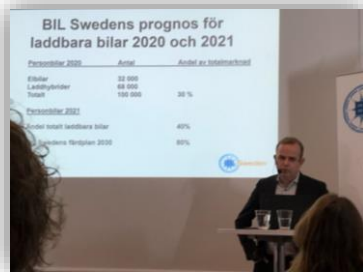 BIL Swedens prognos för
laddbara bilar 2020 och 2021
Personbilar 2020 Antal Andel av totalmarknad
Elbilar 32 000
Laddhybrider 68 000
Totalt 100 000 30 %
Personbilar 2021
Andel totalt laddbara bilar 40%
Swedens färdplan 2030 80%